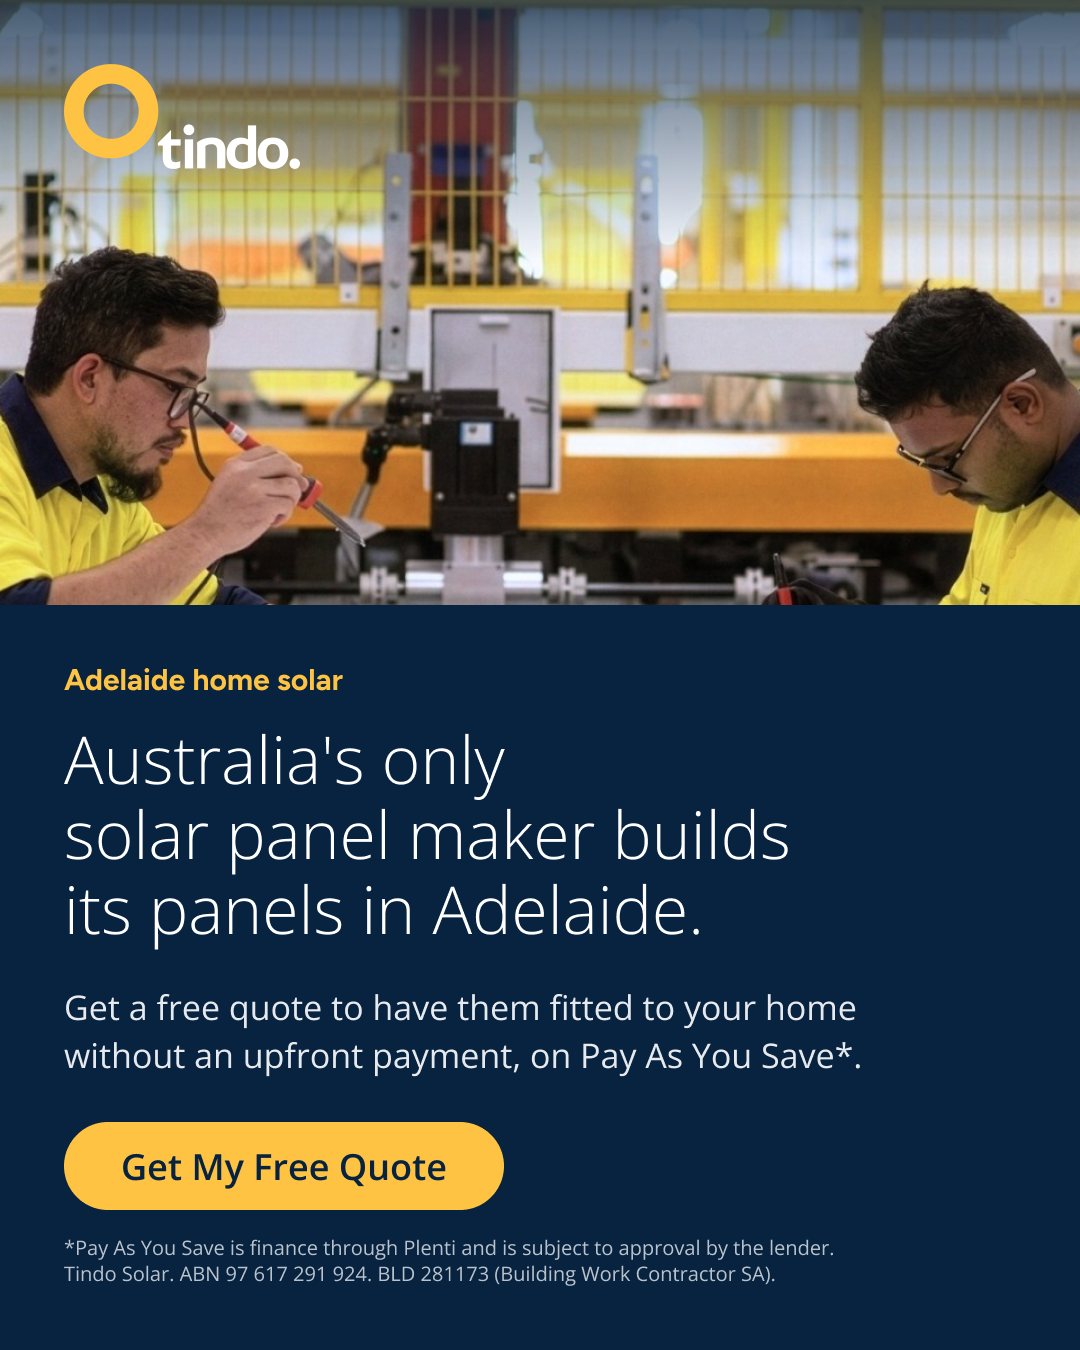 tindo.
Adelaide home solar
Australia's only
solar panel maker builds
its panels in Adelaide.
Get a free quote to have them fitted to your home
without an upfront payment, on Pay As You Save*.
Get My Free Quote
*Pay As You Save is finance through Plenti and is subject to approval by the lender.
Tindo Solar. ABN 97 617 291 924. BLD 281173 (Building Work Contractor SA).